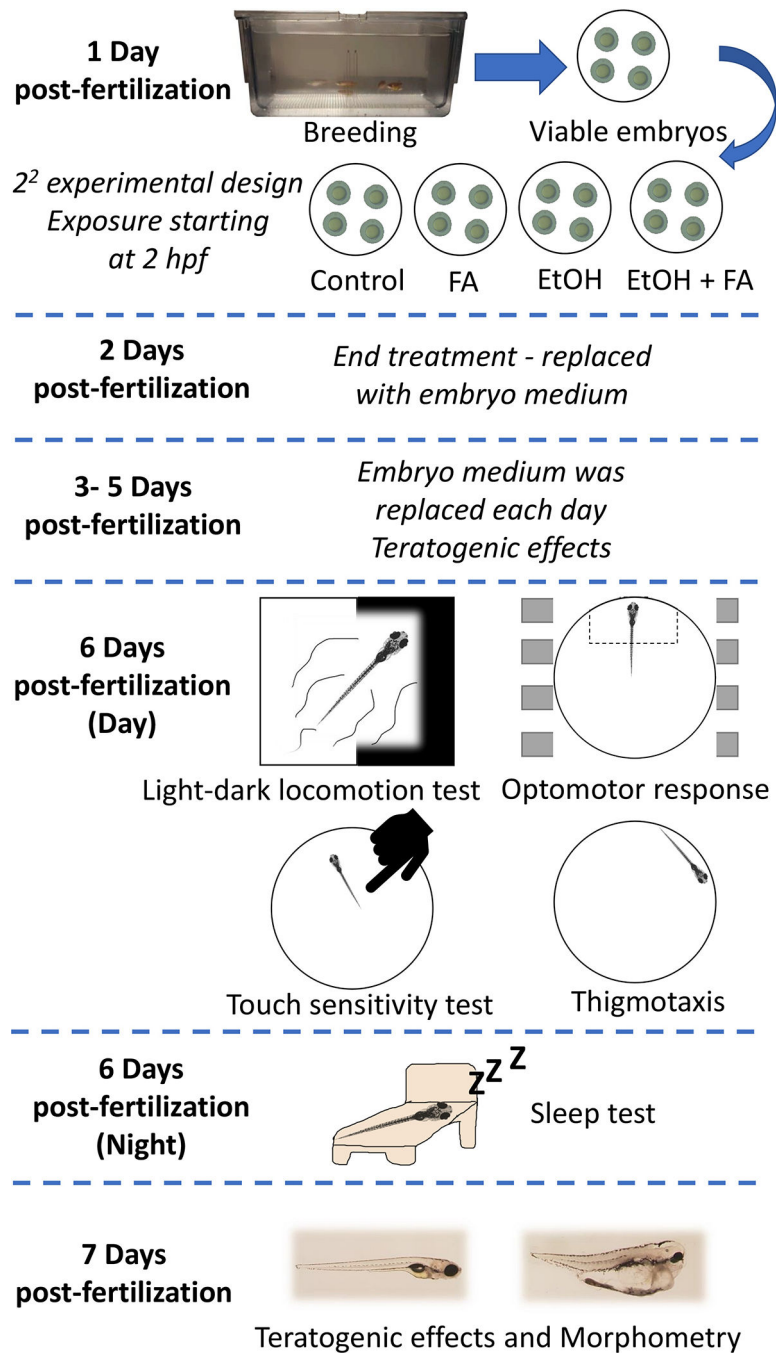 1 Day
post-fertilization
Breeding
Viable embryos
2² experimental design
Exposure starting
at 2 hpf
Control
FA
EtOH
EtOH + FA
2 Days
post-fertilization
End treatment - replaced
with embryo medium
3- 5 Days
post-fertilization
Embryo medium was
replaced each day
Teratogenic effects
6 Days
post-fertilization
(Day)
Light-dark locomotion test
Optomotor response
Touch sensitivity test
Thigmotaxis
6 Days
post-fertilization
(Night)
Z Z Z
Sleep test
7 Days
post-fertilization
Teratogenic effects and Morphometry